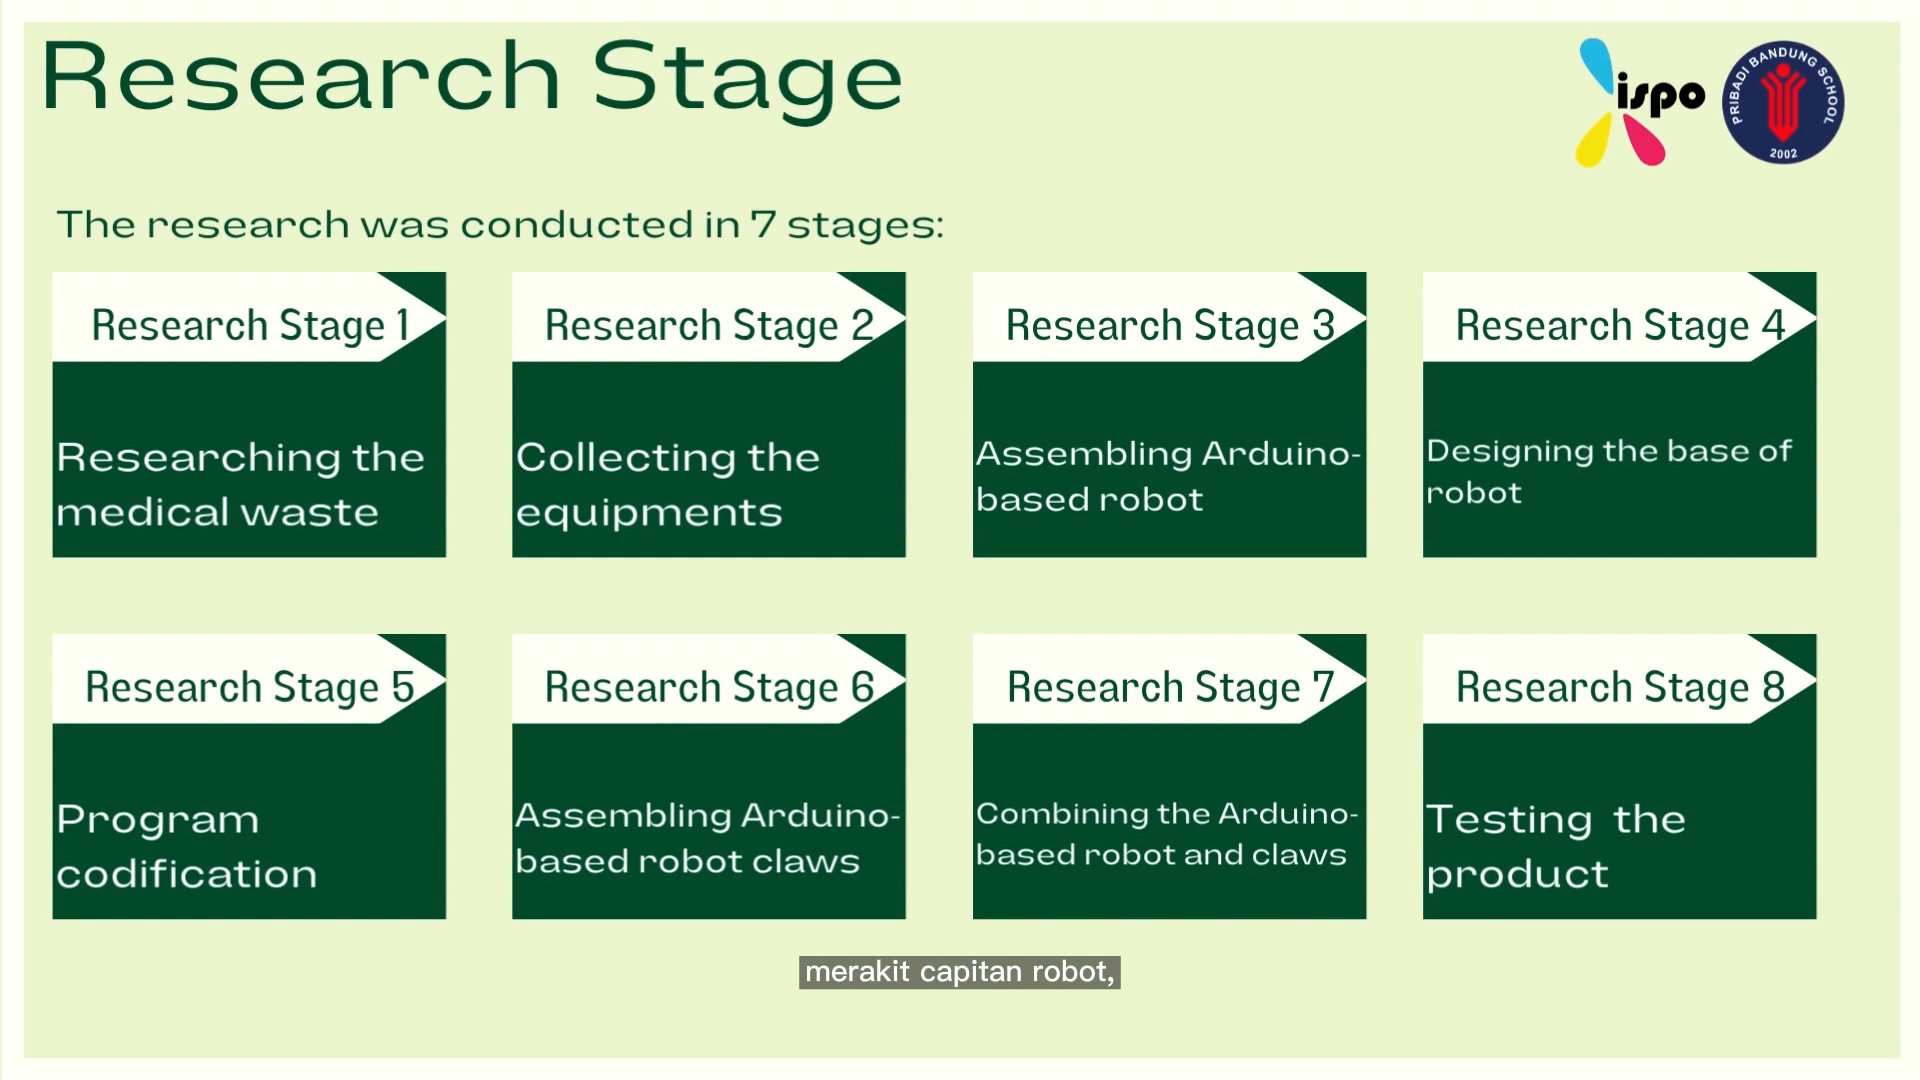 Research Stage
ispo
PRIBADI BANDUNG SCHOOL
2002
The research was conducted in 7 stages:
Research Stage 1
Researching the
medical waste
Research Stage 2
Collecting the
equipments
Research Stage 3
Assembling Arduino-
based robot
Research Stage 4
Designing the base of
robot
Research Stage 5
Program
codification
Research Stage 6
Assembling Arduino-
based robot claws
Research Stage 7
Combining the Arduino-
based robot and claws
Research Stage 8
Testing the
product
merakit capitan robot,